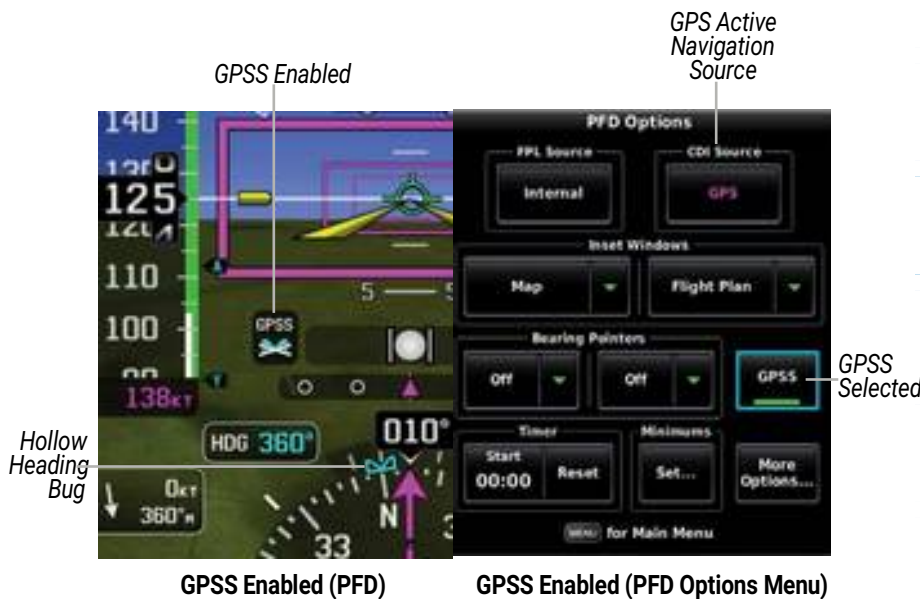 GPS Active
Navigation
Source
GPSS Enabled
140
125
110
100
138KT
GPSS
5
5
HDG 360°
010°
0KT
360°M
N
33
3
Hollow
Heading
Bug
PFD Options
FPL Source
CDI Source
Internal
GPS
Inset Windows
Map
Flight Plan
Bearing Pointers
Off
Off
GPSS
GPSS
Selected
Timer
Minimums
Start
00:00
Reset
Set...
More
Options...
MENU for Main Menu
GPSS Enabled (PFD)
GPSS Enabled (PFD Options Menu)